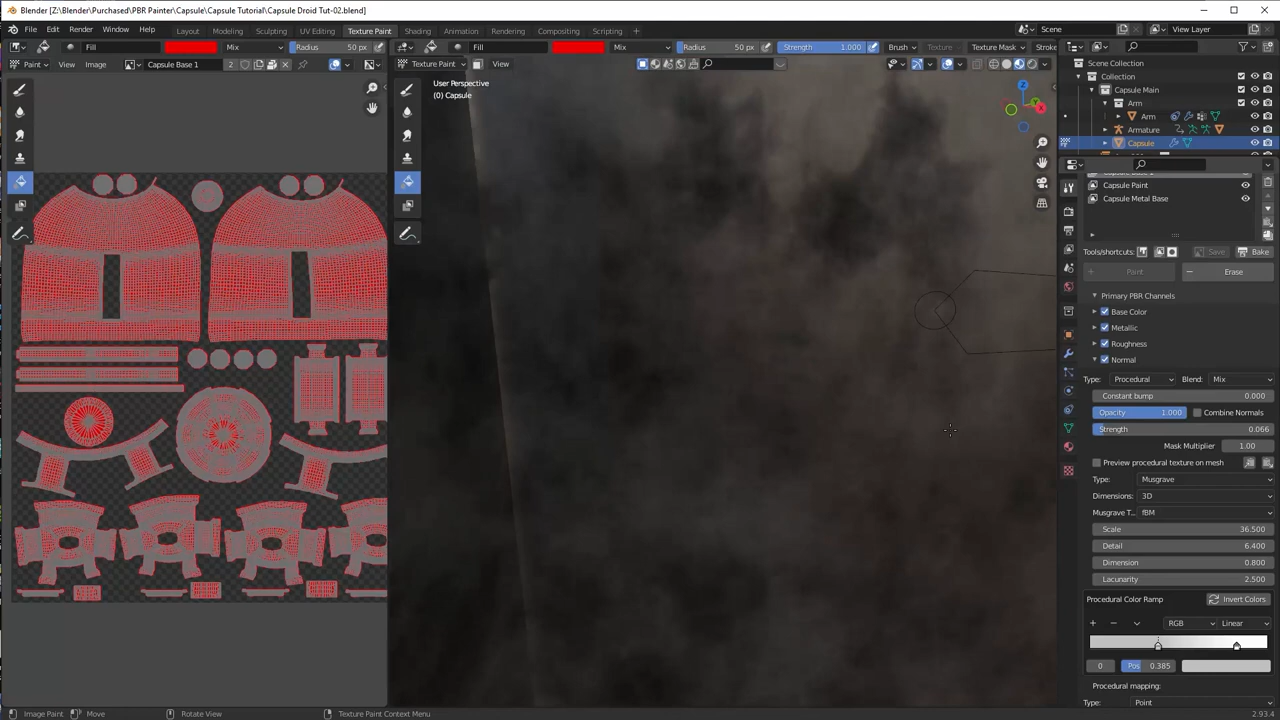 Blender [Z:\Blender\Purchased\PBR Painter\Capsule\Capsule Tutorial\Capsule Droid Tut-02.blend]
File Edit Render Window Help Layout Modeling Sculpting UV Editing Texture Paint Shading Animation Rendering Compositing Scripting Scene View Layer
Fill Mix Radius 50 px Fill Mix Radius 50 px Strength 1.000 Brush Texture Texture Mask Stroke
Paint View Image Capsule Base 1 2 Texture Paint View
User Perspective
(0) Capsule
Scene Collection
Collection
Capsule Main
Arm
Arm
Armature
Capsule
Capsule Paint
Capsule Metal Base
Tools/shortcuts: Save Bake
Paint Erase
Primary PBR Channels
Base Color
Metallic
Roughness
Normal
Type: Procedural Blend: Mix
Constant bump 0.000
Opacity 1.000 Combine Normals
Strength 0.066
Mask Multiplier 1.00
Preview procedural texture on mesh
Type: Musgrave
Dimensions: 3D
Musgrave T... fBM
Scale 36.500
Detail 6.400
Dimension 0.800
Lacunarity 2.500
Procedural Color Ramp Invert Colors
RGB Linear
0 Pos 0.385
Procedural mapping:
Type: Point
Image Paint Move Rotate View Texture Paint Context Menu 2.93.4